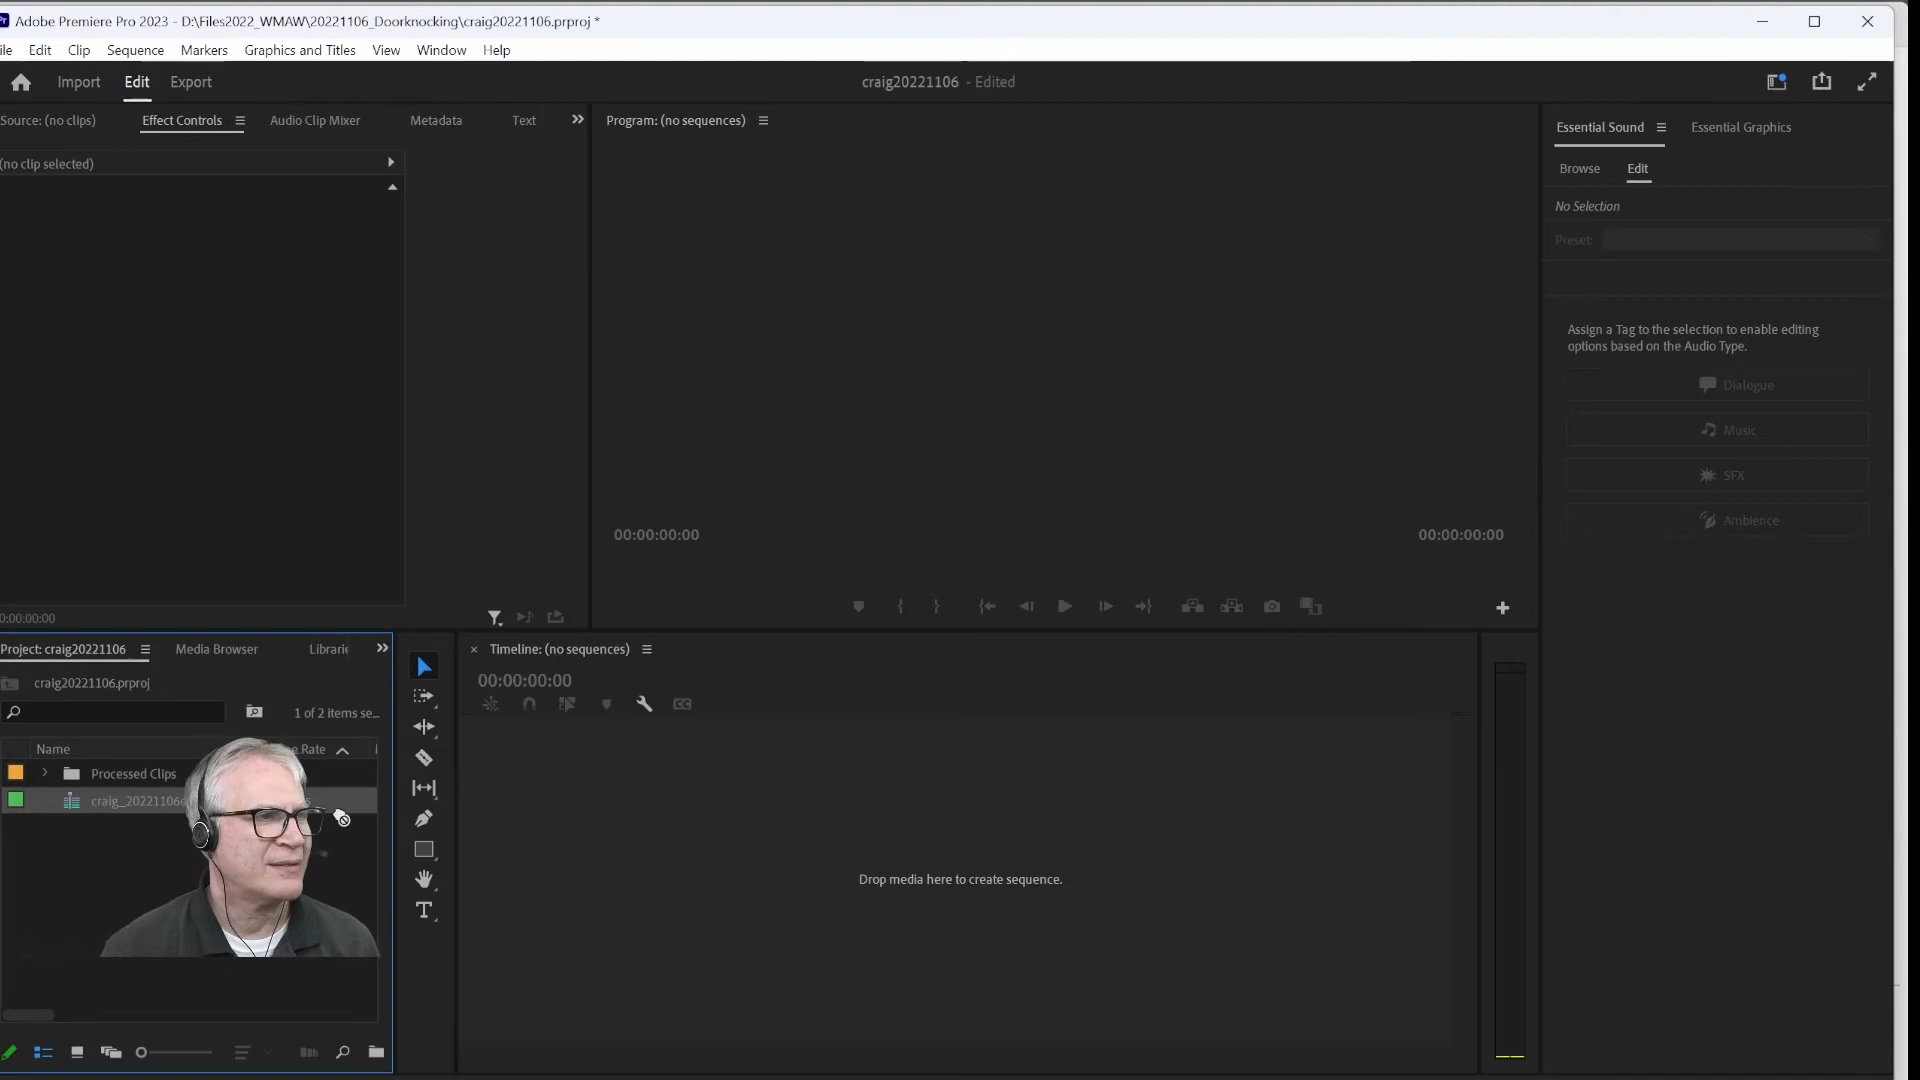 Adobe Premiere Pro 2023 - D:\Files2022_WMAW\20221106_Doorknocking\craig20221106.prproj *
ile Edit Clip Sequence Markers Graphics and Titles View Window Help
Import Edit Export
craig20221106 - Edited
Source: (no clips) Effect Controls Audio Clip Mixer Metadata Text
Program: (no sequences)
Essential Sound Essential Graphics
(no clip selected)
Browse Edit
No Selection
Preset:
Assign a Tag to the selection to enable editing
options based on the Audio Type.
Dialogue
Music
SFX
Ambience
00:00:00:00 00:00:00:00
0:00:00:00
Project: craig20221106 Media Browser Librarie
Timeline: (no sequences)
craig20221106.prproj
00:00:00:00
1 of 2 items se...
Name e Rate
Processed Clips
craig_20221106
Drop media here to create sequence.